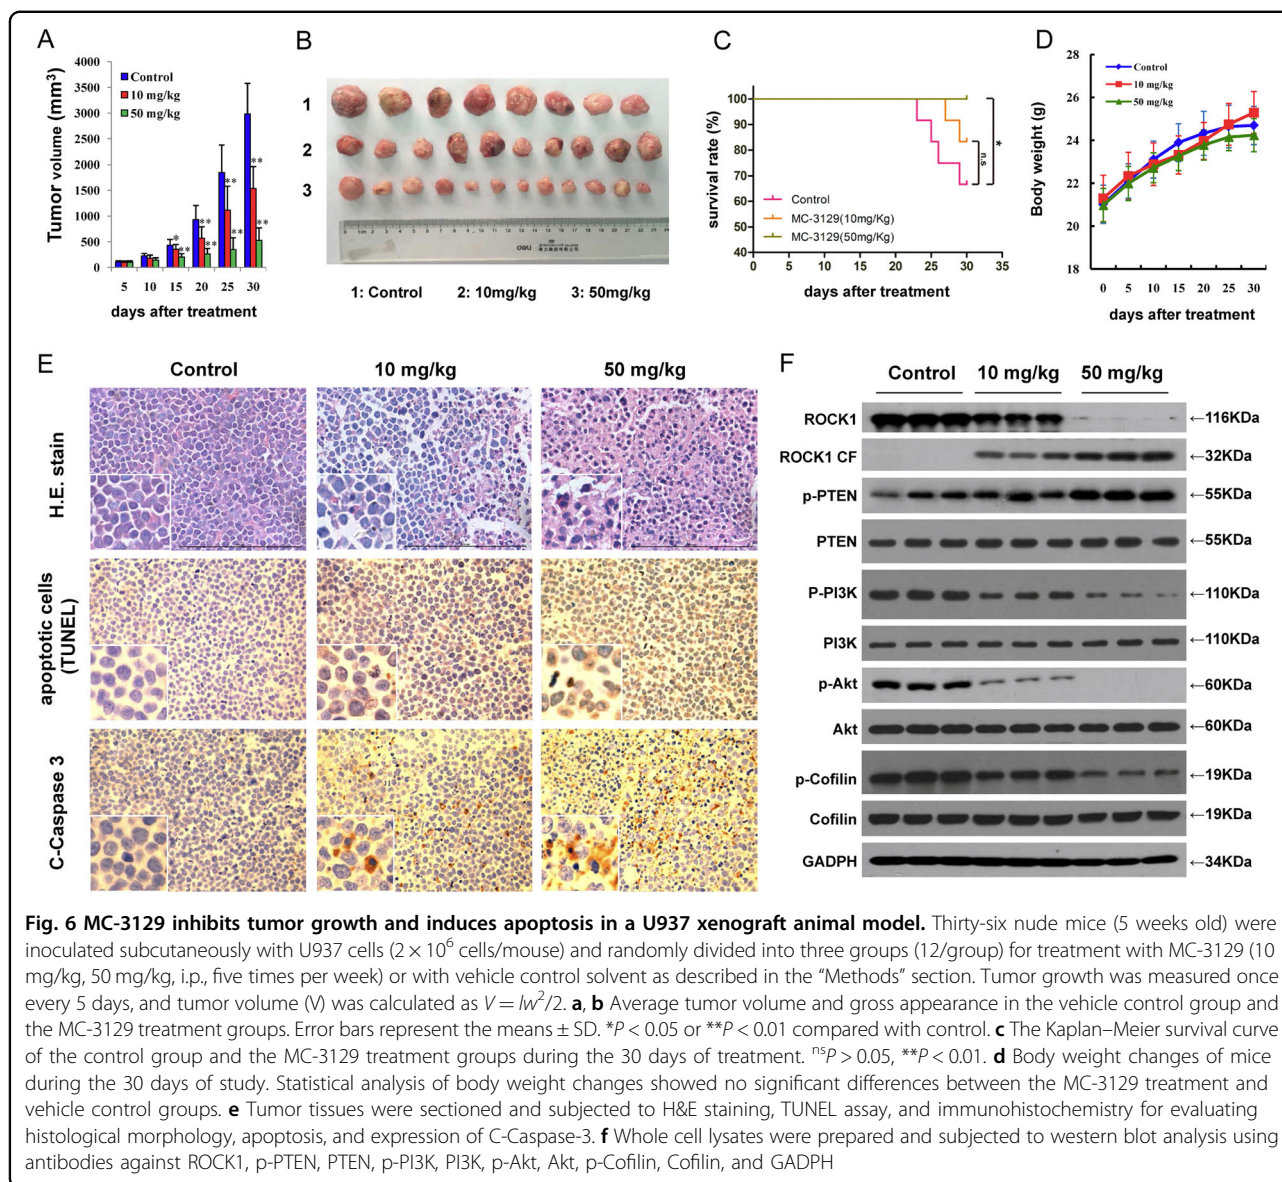 A
Tumor volume (mm³)
4000
3500
3000
2500
2000
1500
1000
500
0
Control
10 mg/kg
50 mg/kg
*
**
**
**
**
**
**
**
5 10 15 20 25 30
days after treatment
B
1
2
3
deli
1: Control 2: 10mg/kg 3: 50mg/kg
C
survival rate (%)
100
90
80
70
60
50
40
n.s
*
Control
MC-3129(10mg/Kg)
MC-3129(50mg/Kg)
0 5 10 15 20 25 30 35
days after treatment
D
Body weight (g)
28
26
24
22
20
18
Control
10 mg/kg
50 mg/kg
0 5 10 15 20 25 30
days after treatment
E
Control 10 mg/kg 50 mg/kg
H.E. stain
apoptotic cells
(TUNEL)
C-Caspase 3
F
Control 10 mg/kg 50 mg/kg
ROCK1 ←116KDa
ROCK1 CF ←32KDa
p-PTEN ←55KDa
PTEN ←55KDa
P-PI3K ←110KDa
PI3K ←110KDa
p-Akt ←60KDa
Akt ←60KDa
p-Cofilin ←19KDa
Cofilin ←19KDa
GADPH ←34KDa
Fig. 6 MC-3129 inhibits tumor growth and induces apoptosis in a U937 xenograft animal model. Thirty-six nude mice (5 weeks old) were
inoculated subcutaneously with U937 cells (2 × 10⁶ cells/mouse) and randomly divided into three groups (12/group) for treatment with MC-3129 (10
mg/kg, 50 mg/kg, i.p., five times per week) or with vehicle control solvent as described in the “Methods” section. Tumor growth was measured once
every 5 days, and tumor volume (V) was calculated as V = lw²/2. a, b Average tumor volume and gross appearance in the vehicle control group and
the MC-3129 treatment groups. Error bars represent the means ± SD. *P < 0.05 or **P < 0.01 compared with control. c The Kaplan–Meier survival curve
of the control group and the MC-3129 treatment groups during the 30 days of treatment. ⁿˢP > 0.05, **P < 0.01. d Body weight changes of mice
during the 30 days of study. Statistical analysis of body weight changes showed no significant differences between the MC-3129 treatment and
vehicle control groups. e Tumor tissues were sectioned and subjected to H&E staining, TUNEL assay, and immunohistochemistry for evaluating
histological morphology, apoptosis, and expression of C-Caspase-3. f Whole cell lysates were prepared and subjected to western blot analysis using
antibodies against ROCK1, p-PTEN, PTEN, p-PI3K, PI3K, p-Akt, Akt, p-Cofilin, Cofilin, and GADPH